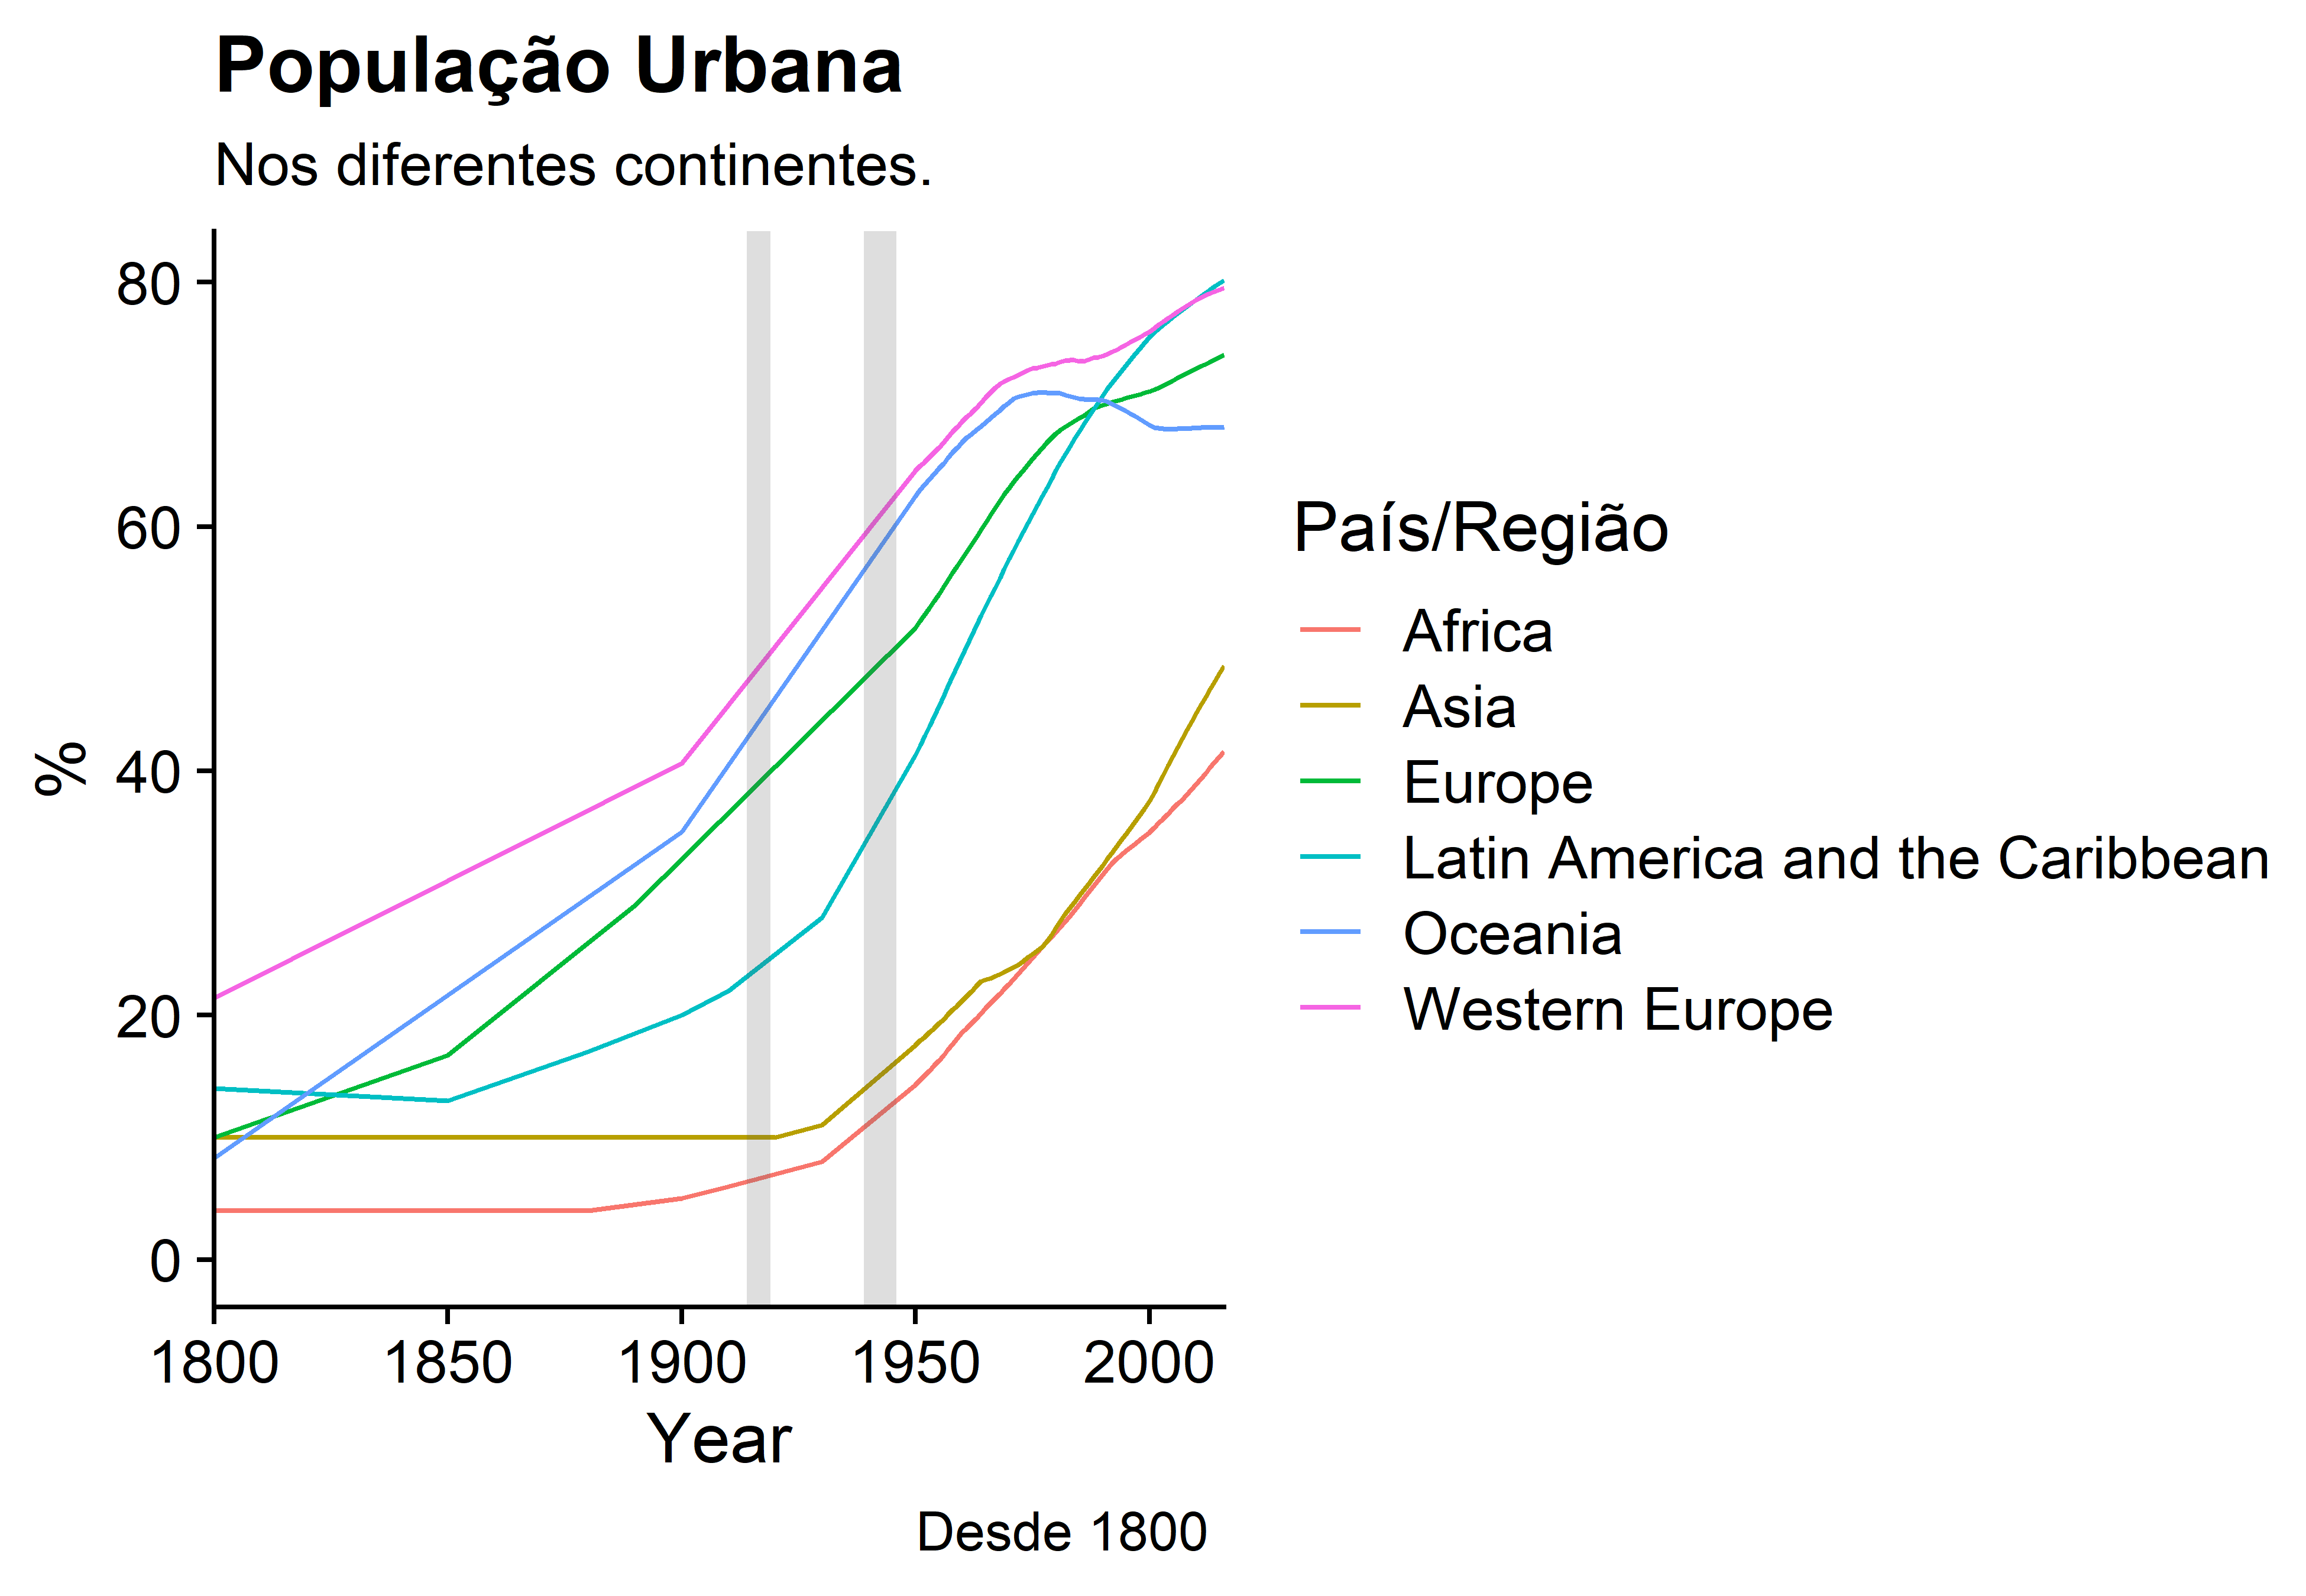 População Urbana
Nos diferentes continentes.
80
60
40
20
0
%
1800 1850 1900 1950 2000
Year
País/Região
Africa
Asia
Europe
Latin America and the Caribbean
Oceania
Western Europe
Desde 1800